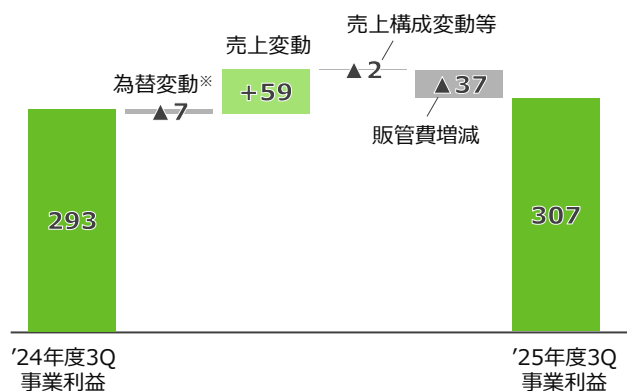 売上構成変動等
売上変動
為替変動※
▲2
+59
▲37
▲7
販管費増減
293
307
'24年度3Q
事業利益
'25年度3Q
事業利益